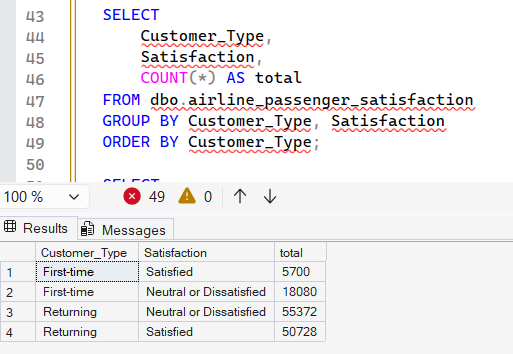 43 SELECT
44 Customer_Type,
45 Satisfaction,
46 COUNT(*) AS total
47 FROM dbo.airline_passenger_satisfaction
48 GROUP BY Customer_Type, Satisfaction
49 ORDER BY Customer_Type;
50
100 % 49 0
Results Messages
Customer_Type Satisfaction total
1 First-time Satisfied 5700
2 First-time Neutral or Dissatisfied 18080
3 Returning Neutral or Dissatisfied 55372
4 Returning Satisfied 50728